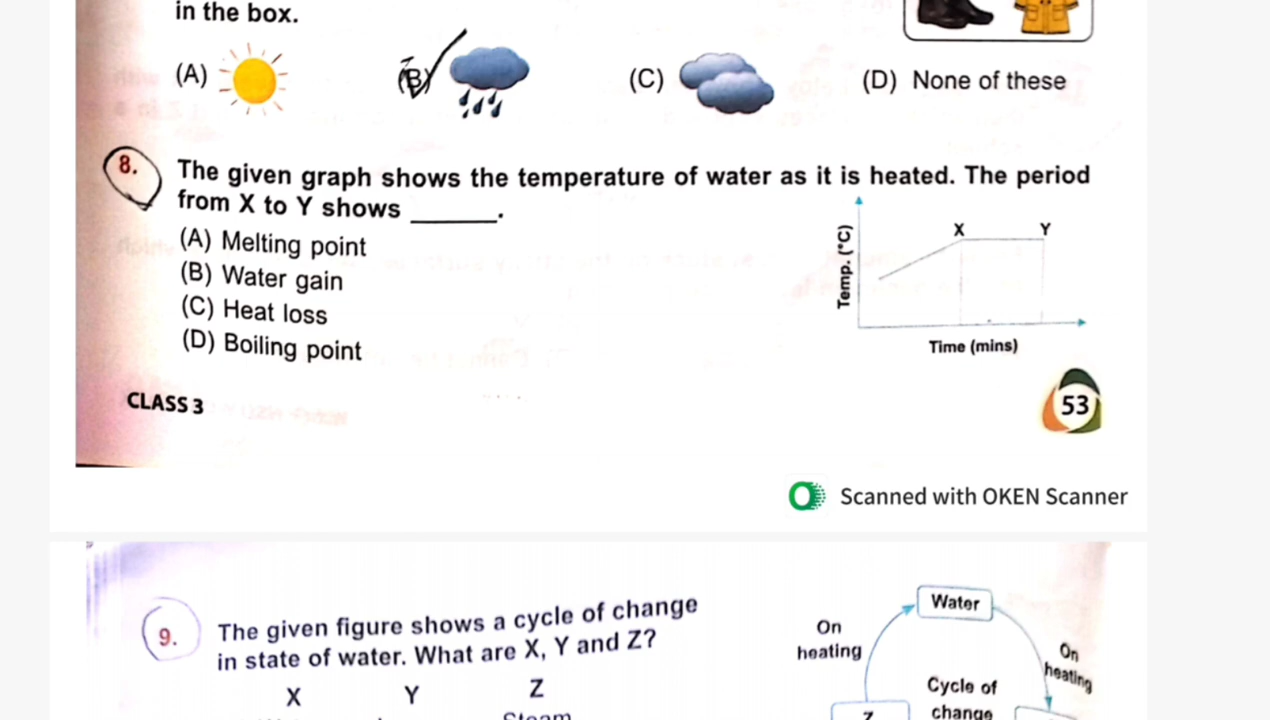 in the box.
(A) (B) (C) (D) None of these
8. The given graph shows the temperature of water as it is heated. The period
from X to Y shows ______.
(A) Melting point
(B) Water gain
(C) Heat loss
(D) Boiling point
Temp. (°C)
X Y
Time (mins)
CLASS 3
53
Scanned with OKEN Scanner
9. The given figure shows a cycle of change
in state of water. What are X, Y and Z?
X Y Z
Steam
Water
On
heating
On
heating
Cycle of
change
Z